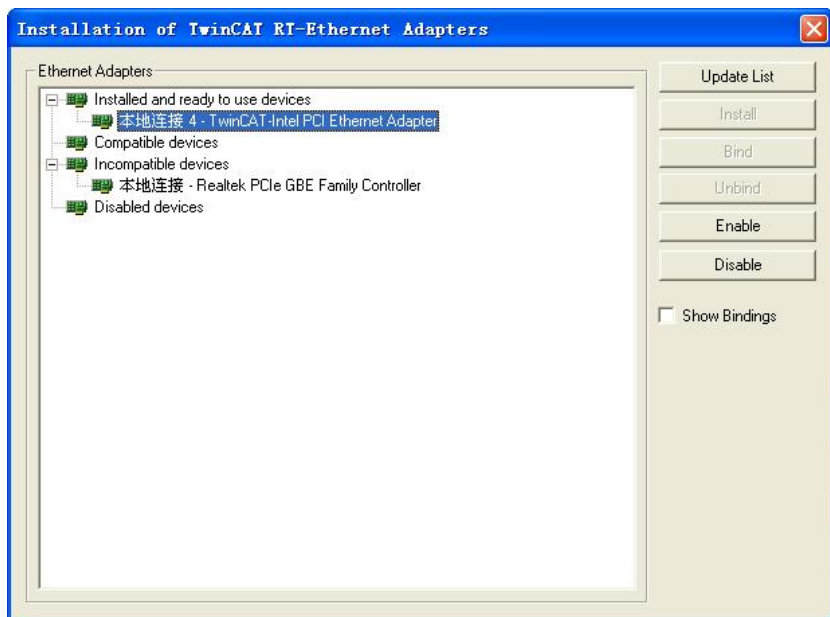 Installation of TwinCAT RT-Ethernet Adapters
Ethernet Adapters
Installed and ready to use devices
本地连接 4 - TwinCAT-Intel PCI Ethernet Adapter
Compatible devices
Incompatible devices
本地连接 - Realtek PCIe GBE Family Controller
Disabled devices
Update List
Install
Bind
Unbind
Enable
Disable
Show Bindings